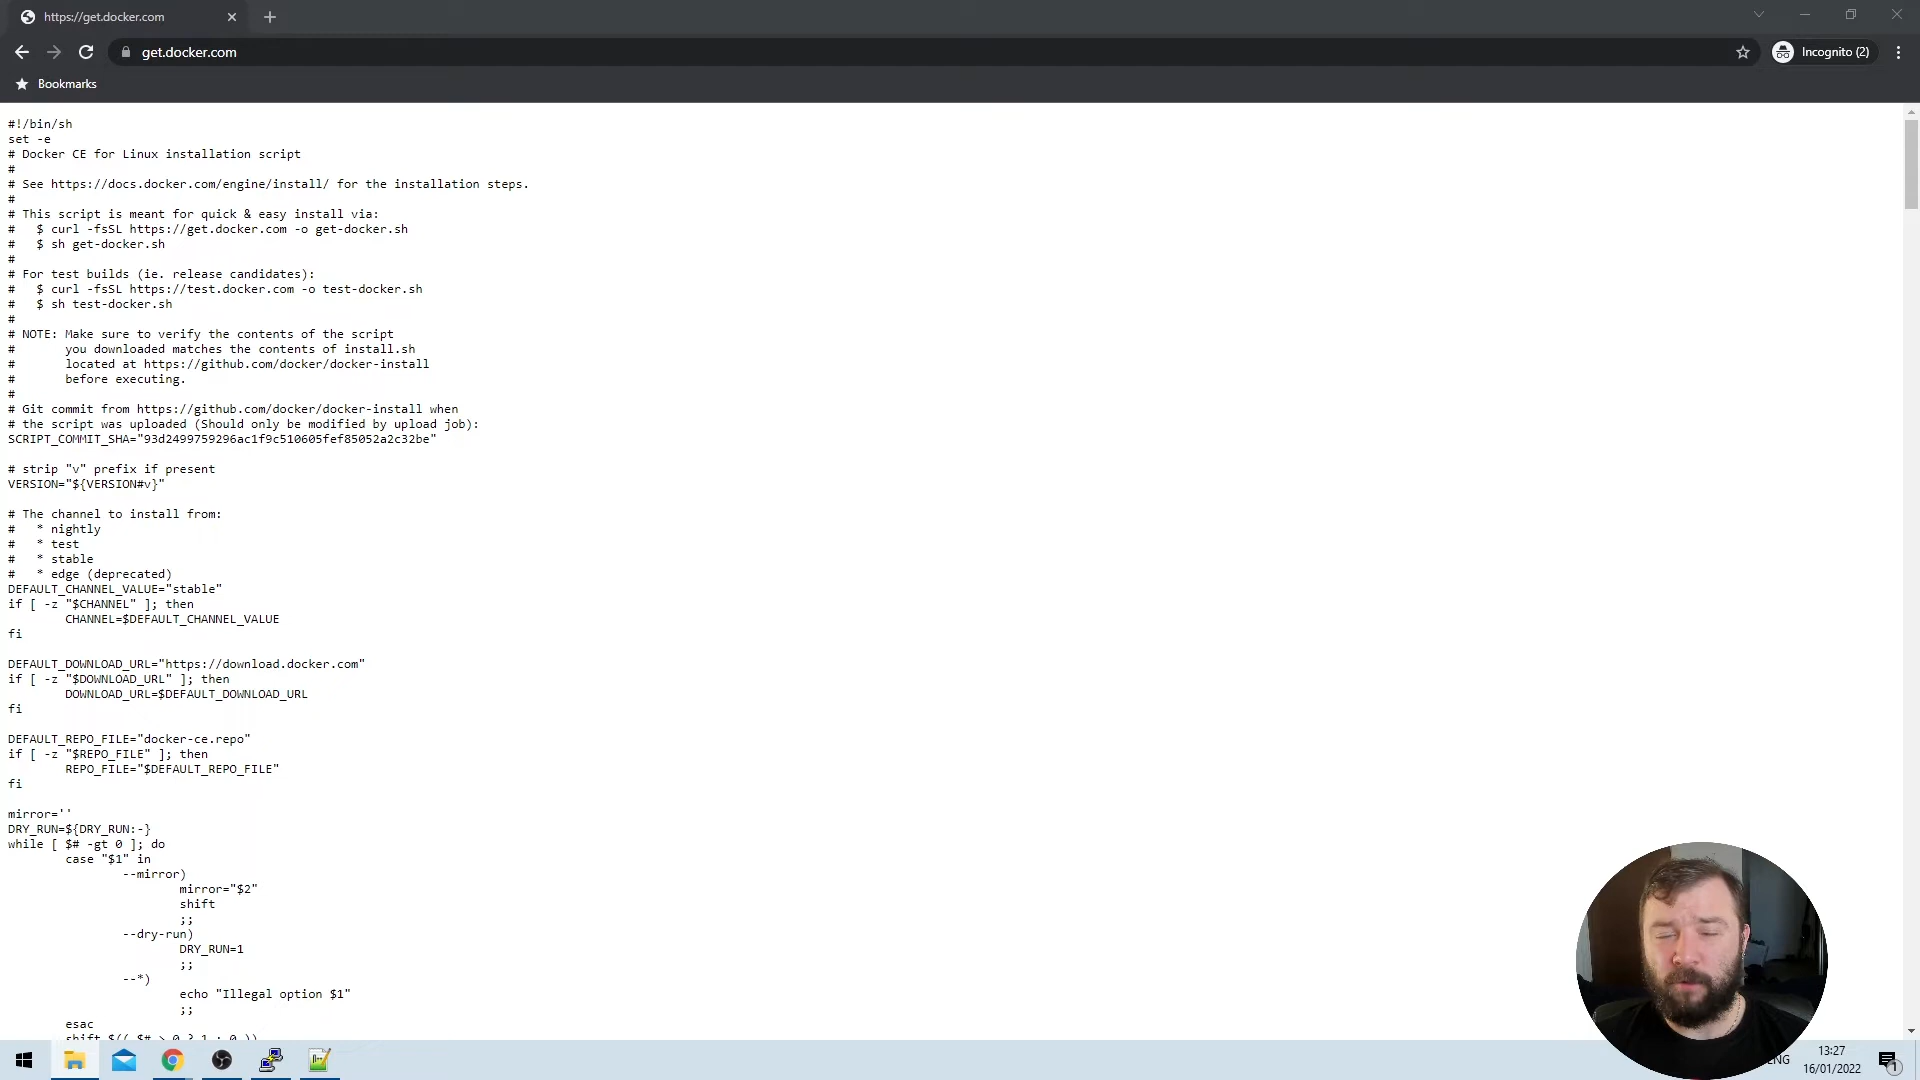 https://get.docker.com
get.docker.com
Incognito (2)
Bookmarks
#!/bin/sh
set -e
# Docker CE for Linux installation script
#
# See https://docs.docker.com/engine/install/ for the installation steps.
#
# This script is meant for quick & easy install via:
#   $ curl -fsSL https://get.docker.com -o get-docker.sh
#   $ sh get-docker.sh
#
# For test builds (ie. release candidates):
#   $ curl -fsSL https://test.docker.com -o test-docker.sh
#   $ sh test-docker.sh
#
# NOTE: Make sure to verify the contents of the script
#       you downloaded matches the contents of install.sh
#       located at https://github.com/docker/docker-install
#       before executing.
#
# Git commit from https://github.com/docker/docker-install when
# the script was uploaded (Should only be modified by upload job):
SCRIPT_COMMIT_SHA="93d2499759296ac1f9c510605fef85052a2c32be"
# strip "v" prefix if present
VERSION="${VERSION#v}"
# The channel to install from:
#   * nightly
#   * test
#   * stable
#   * edge (deprecated)
DEFAULT_CHANNEL_VALUE="stable"
if [ -z "$CHANNEL" ]; then
CHANNEL=$DEFAULT_CHANNEL_VALUE
fi
DEFAULT_DOWNLOAD_URL="https://download.docker.com"
if [ -z "$DOWNLOAD_URL" ]; then
DOWNLOAD_URL=$DEFAULT_DOWNLOAD_URL
fi
DEFAULT_REPO_FILE="docker-ce.repo"
if [ -z "$REPO_FILE" ]; then
REPO_FILE="$DEFAULT_REPO_FILE"
fi
mirror=''
DRY_RUN=${DRY_RUN:-}
while [ $# -gt 0 ]; do
case "$1" in
--mirror)
mirror="$2"
shift
;;
--dry-run)
DRY_RUN=1
;;
--*)
echo "Illegal option $1"
;;
esac
shift $(( $# > 0 ? 1 : 0 ))
ENG
13:27
16/01/2022
1